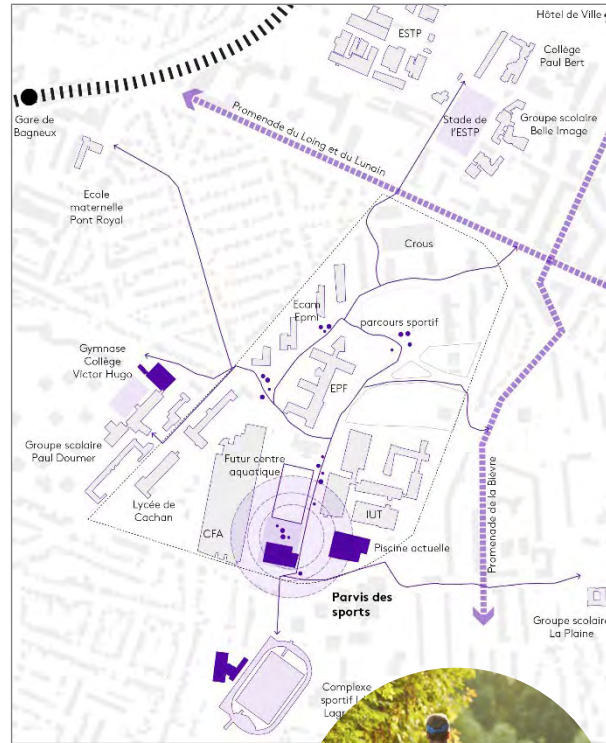 Hôtel de Ville
ESTP
Collège
Paul Bert
Gare de
Bagneux
Promenade du Loing et du Lunain
Stade de
l'ESTP
Groupe scolaire
Belle Image
Ecole
maternelle
Pont Royal
Crous
Ecam
Epmi
parcours sportif
Gymnase
Collège
Victor Hugo
EPF
Groupe scolaire
Paul Doumer
Futur centre
aquatique
Lycée de
Cachan
CFA
IUT
Piscine actuelle
Promenade de la Bièvre
Parvis des
sports
Groupe scolaire
La Plaine
Complexe
sportif